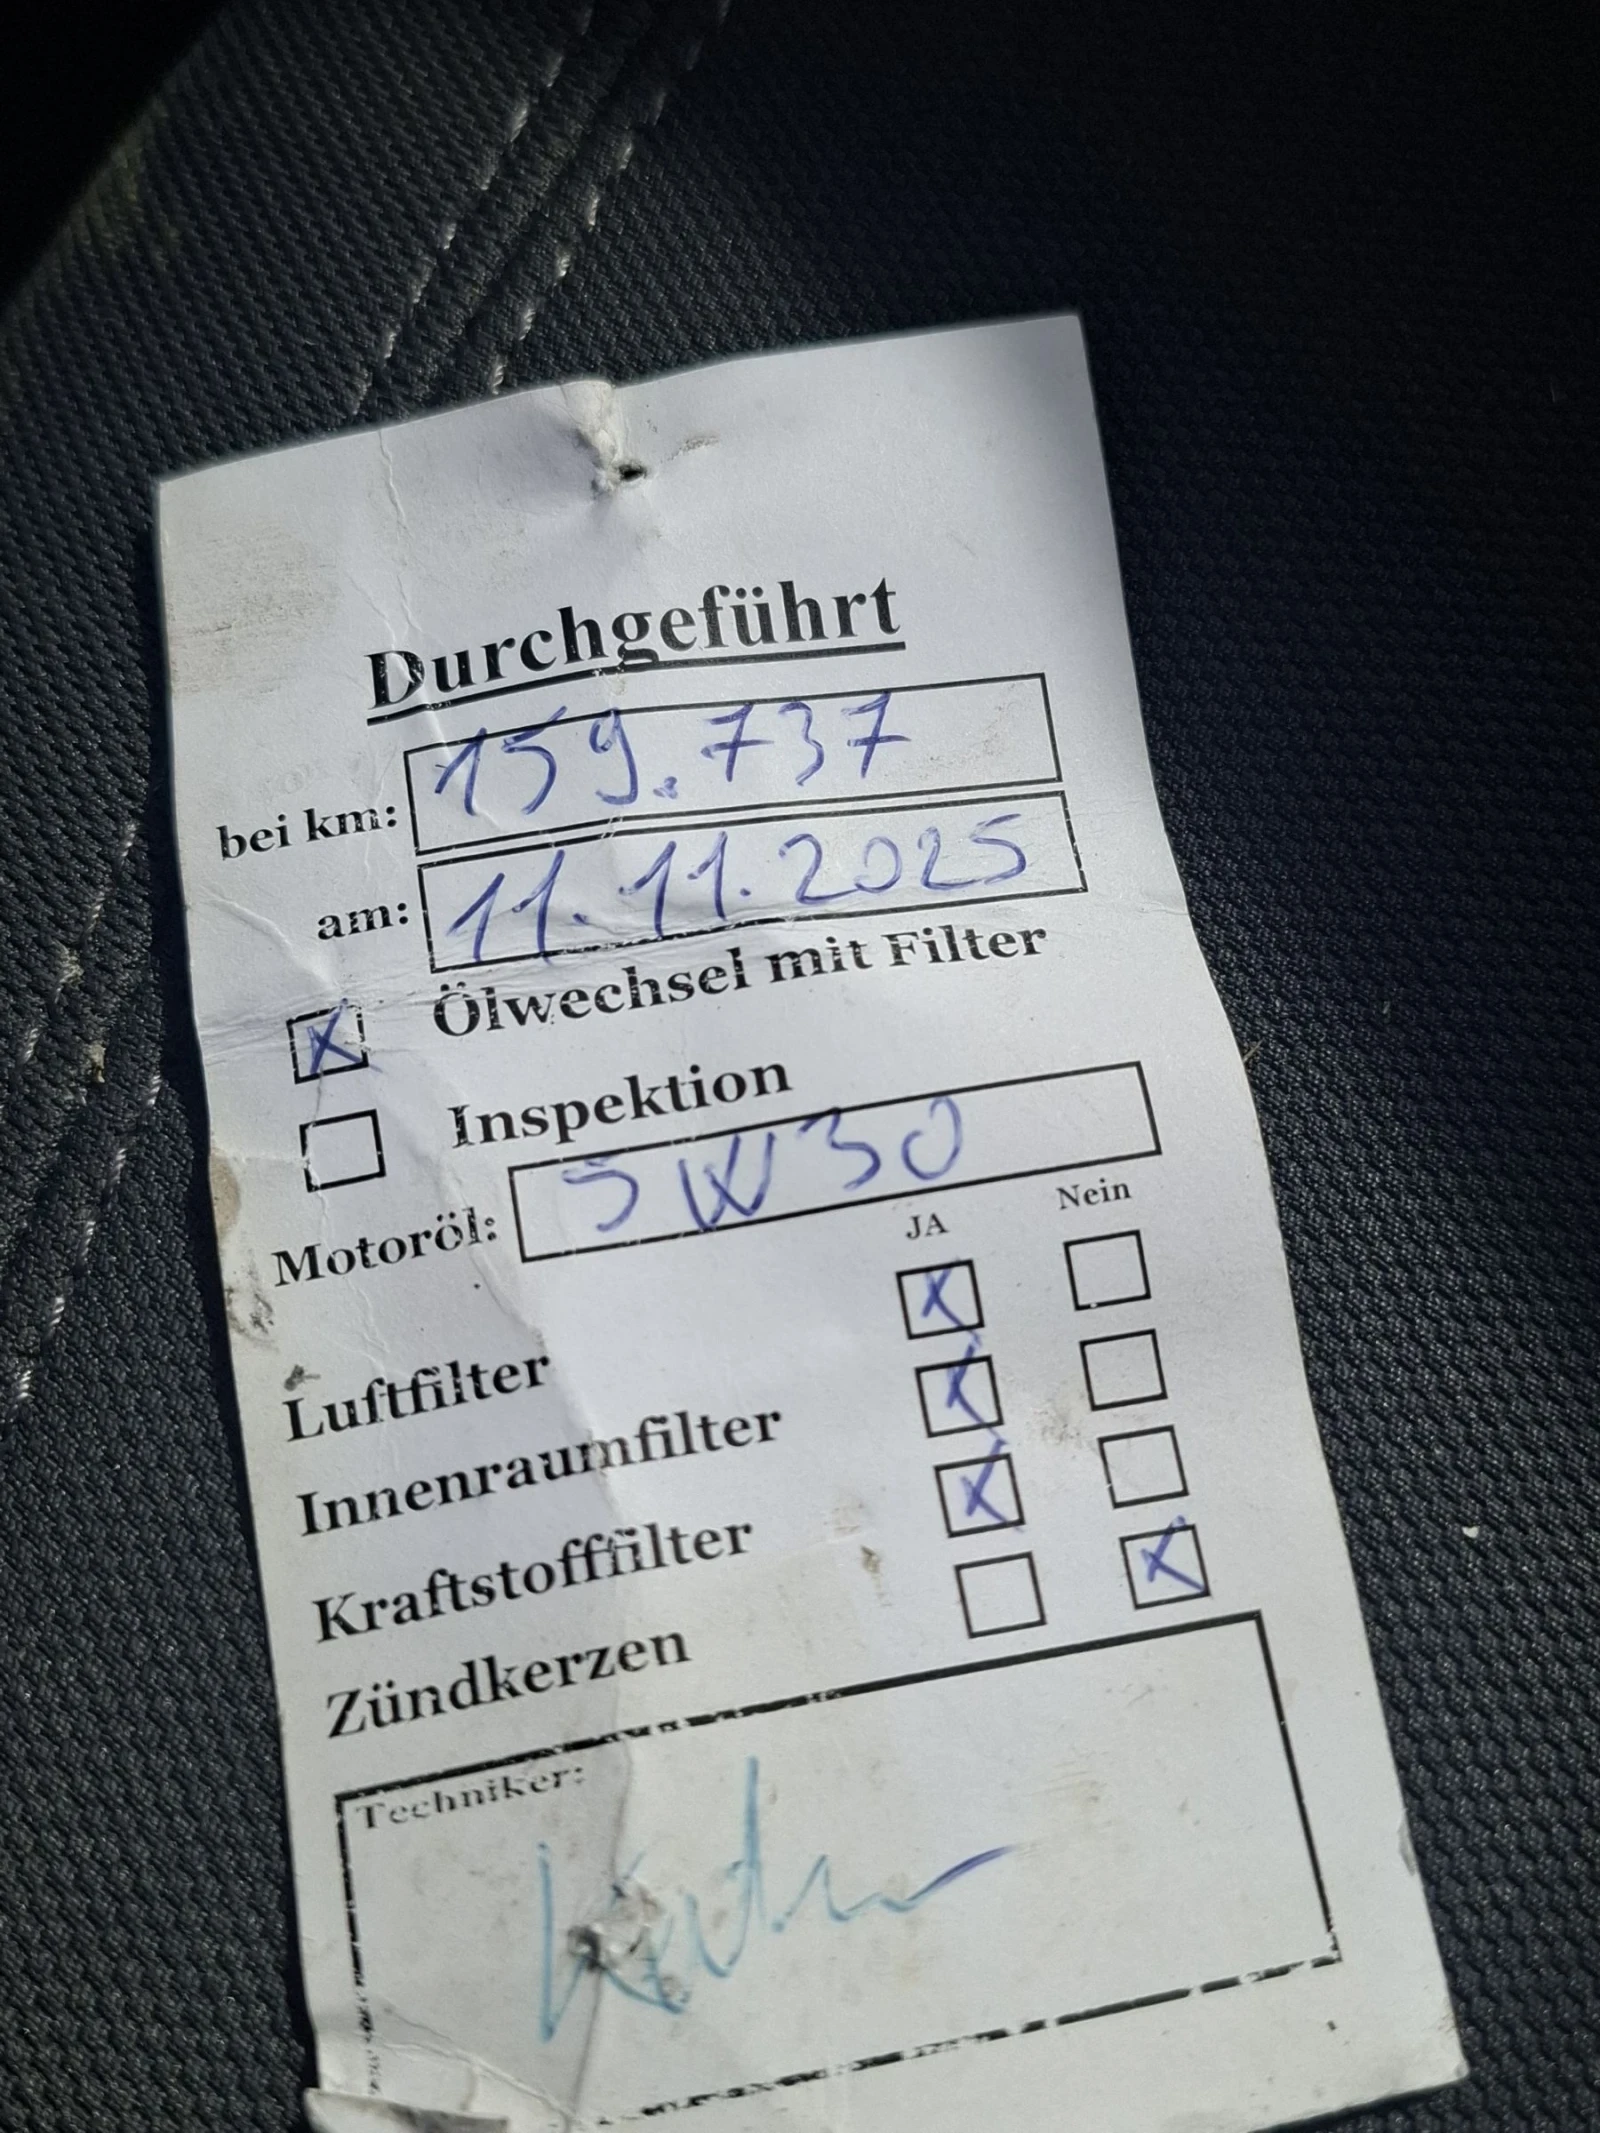 Durchgeführt
bei km: 159.737
am: 11.11.2025
X Ölwechsel mit Filter
Inspektion
Motoröl: 5W30
JA Nein
Luftfilter X
Innenraumfilter X
Kraftstofffilter X
Zündkerzen X
Techniker: